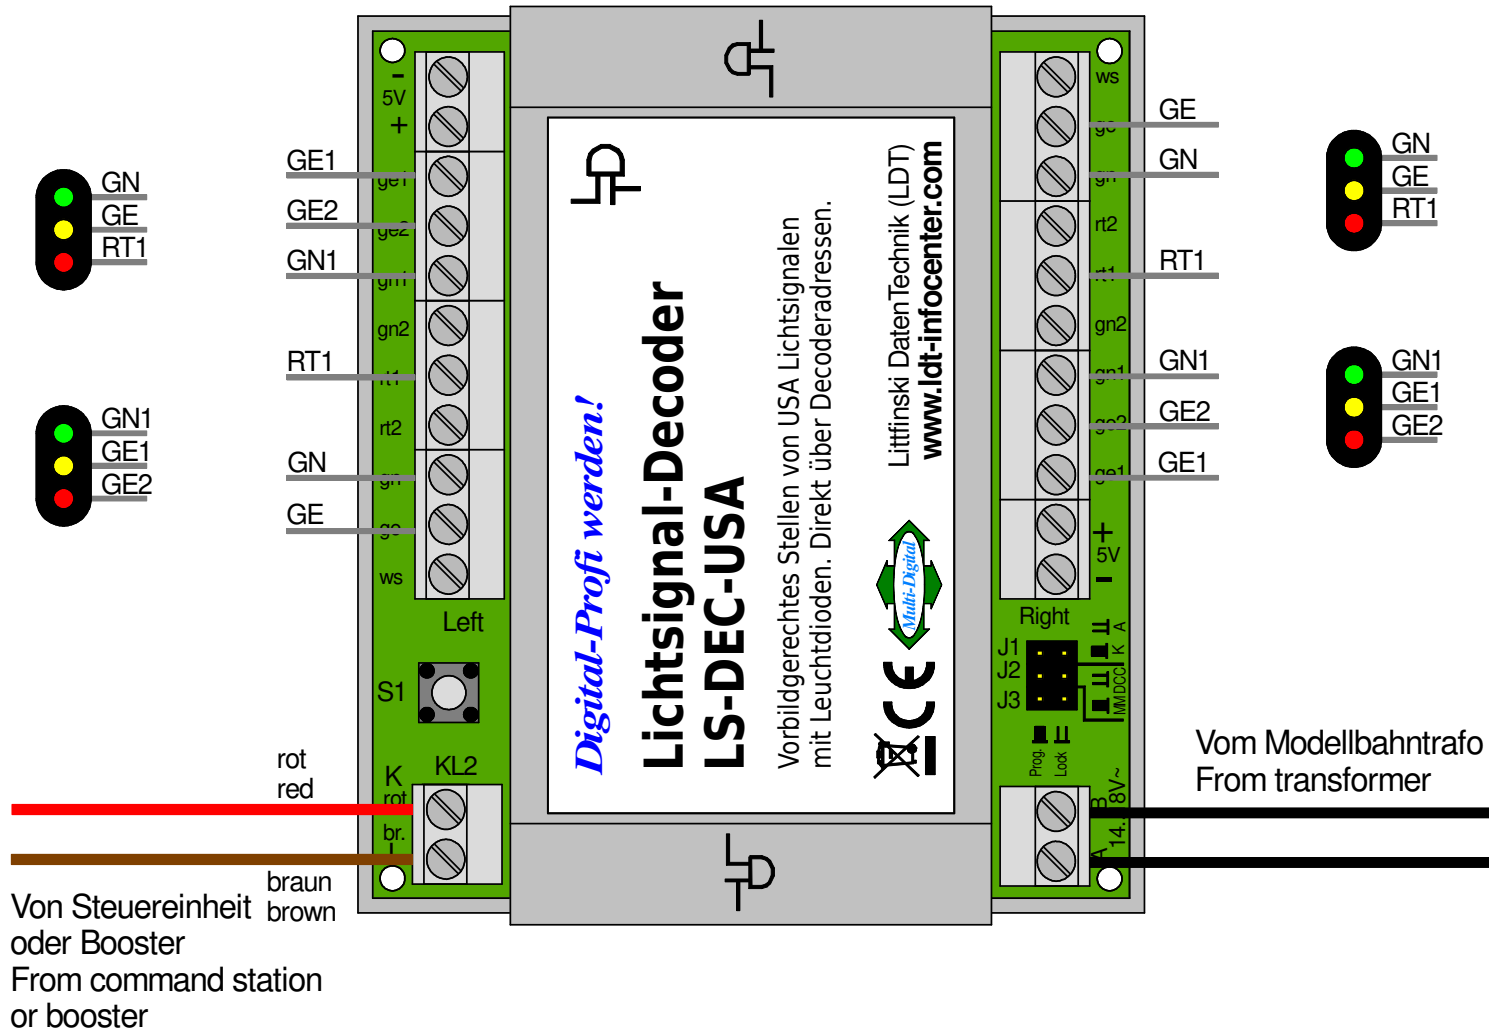 GN
GE
RT1
GN1
GE1
GE2
GE1
GE2
GN1
RT1
GN
GE
-
5V
+
ge1
ge2
gn1
gn2
rt1
rt2
gn
ge
ws
Left
S1
KL2
K
rot
br.
rot
red
braun
brown
Von Steuereinheit
oder Booster
From command station
or booster
Digital-Profi werden!
Lichtsignal-Decoder
LS-DEC-USA
Vorbildgerechtes Stellen von USA Lichtsignalen
mit Leuchtdioden. Direkt über Decoderadressen.
Littfinski DatenTechnik (LDT)
www.ldt-infocenter.com
Multi-Digital
CE
ws
ge
gn
rt2
rt1
gn2
gn1
ge2
ge1
+
5V
-
Right
J1
J2
J3
A
K
DCC
MM
Prog.
Lock
B
A
GE
GN
RT1
GN1
GE2
GE1
GN
GE
RT1
GN1
GE1
GE2
Vom Modellbahntrafo
From transformer